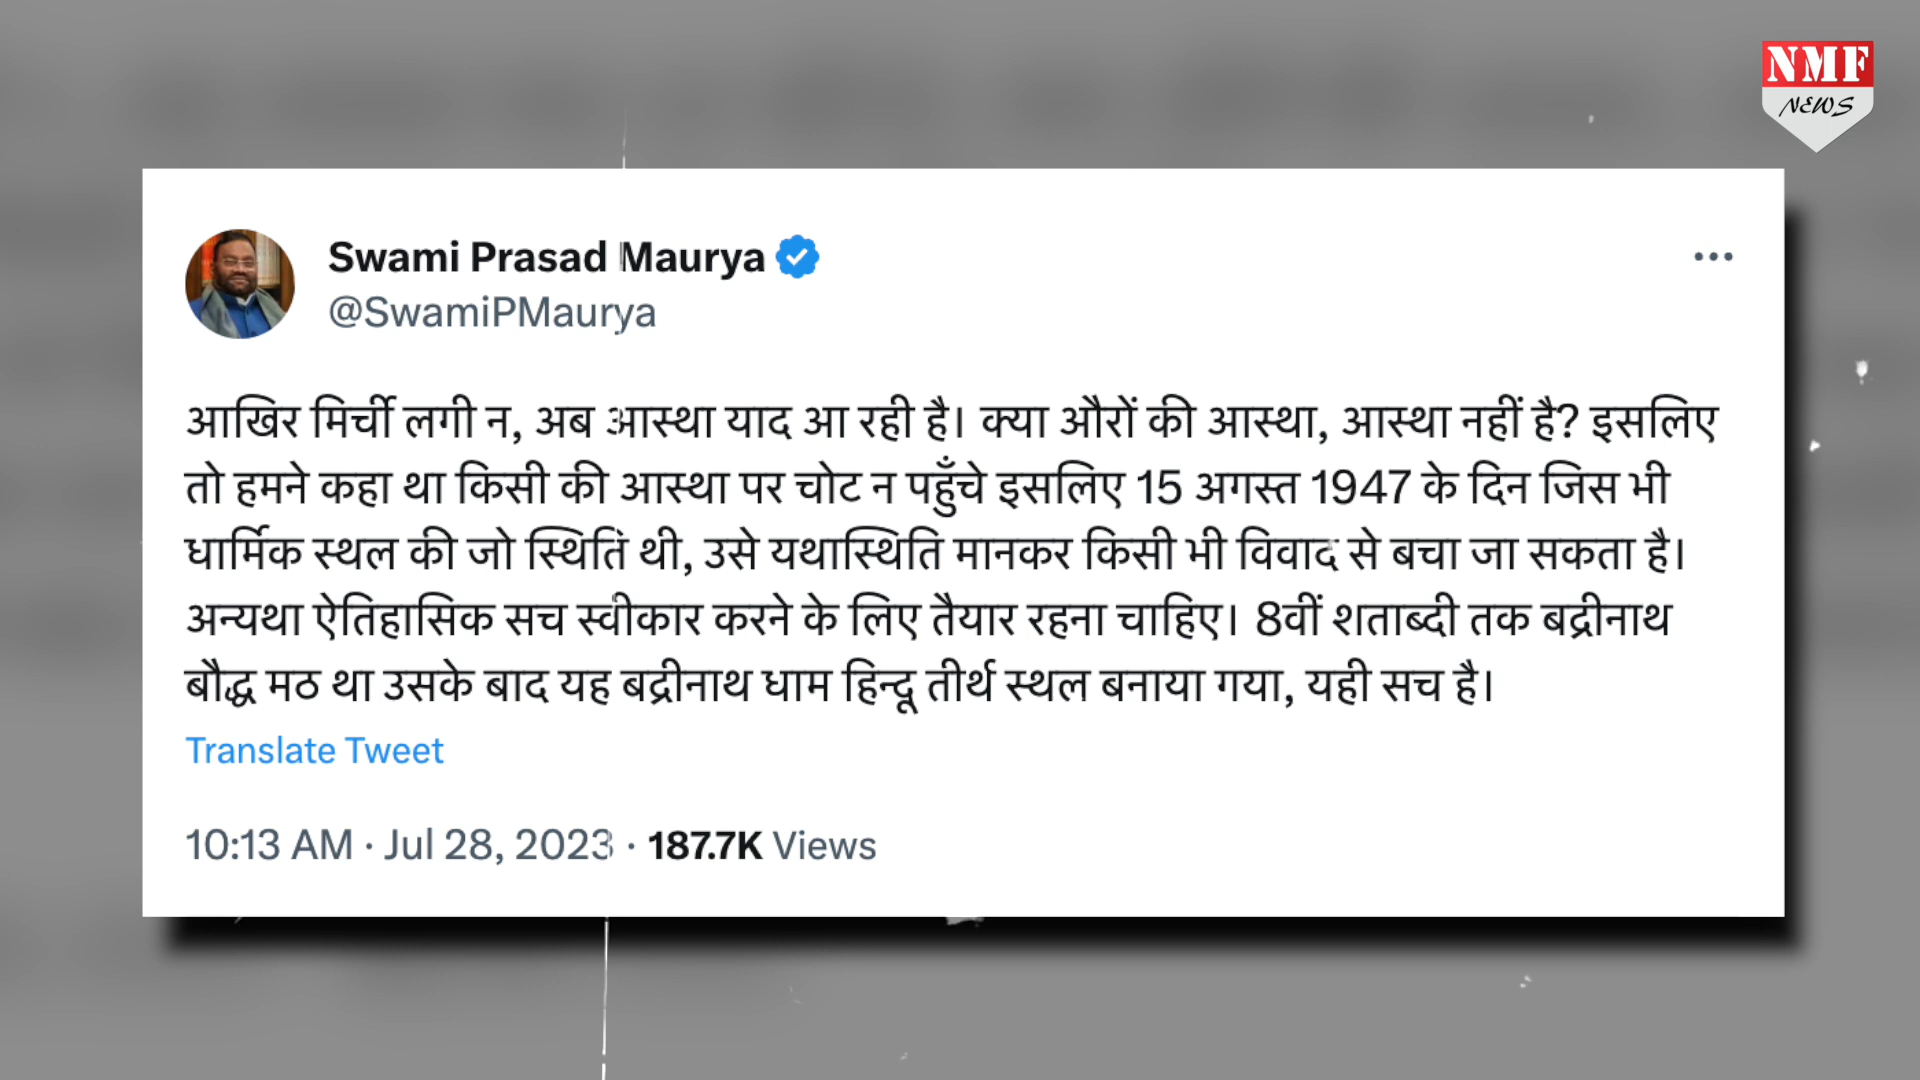 NMF
NEWS
Swami Prasad Maurya
@SwamiPMaurya
आखिर मिर्ची लगी न, अब आस्था याद आ रही है। क्या औरों की आस्था, आस्था नहीं है? इसलिए
तो हमने कहा था किसी की आस्था पर चोट न पहुँचे इसलिए 15 अगस्त 1947 के दिन जिस भी
धार्मिक स्थल की जो स्थिति थी, उसे यथास्थिति मानकर किसी भी विवाद से बचा जा सकता है।
अन्यथा ऐतिहासिक सच स्वीकार करने के लिए तैयार रहना चाहिए। 8वीं शताब्दी तक बद्रीनाथ
बौद्ध मठ था उसके बाद यह बद्रीनाथ धाम हिन्दू तीर्थ स्थल बनाया गया, यही सच है।
Translate Tweet
10:13 AM · Jul 28, 2023 · 187.7K Views